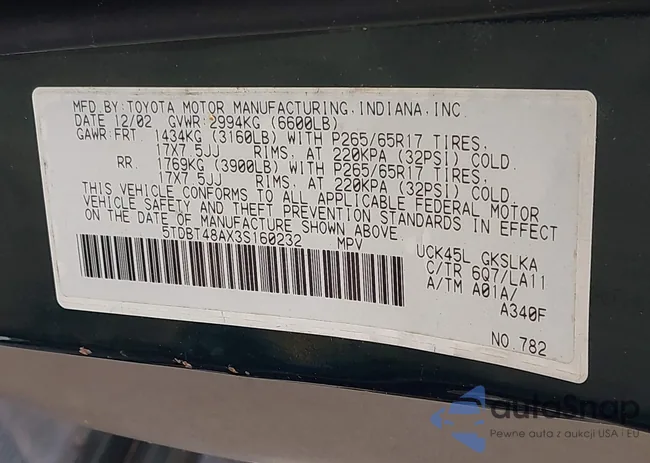 MFD.BY:TOYOTA MOTOR MANUFACTURING,INDIANA,INC
DATE 12/02 GVWR:2994KG (6600LB)
GAWR:FRT 1434KG (3160LB) WITH P265/65R17 TIRES,
17X7.5JJ RIMS, AT 220KPA (32PSI) COLD
RR 1769KG (3900LB) WITH P265/65R17 TIRES,
17X7.5JJ RIMS, AT 220KPA (32PSI) COLD
THIS VEHICLE CONFORMS TO ALL APPLICABLE FEDERAL MOTOR
VEHICLE SAFETY AND THEFT PREVENTION STANDARDS IN EFFECT
ON THE DATE OF MANUFACTURE SHOWN ABOVE
5TDBT48AX3S160232 MPV
UCK45L GKSLKA
C/TR 6Q7/LA11
A/TM A01A/
A340F
NO.782
autoSnap
Pewne auta z aukcji USA i EU